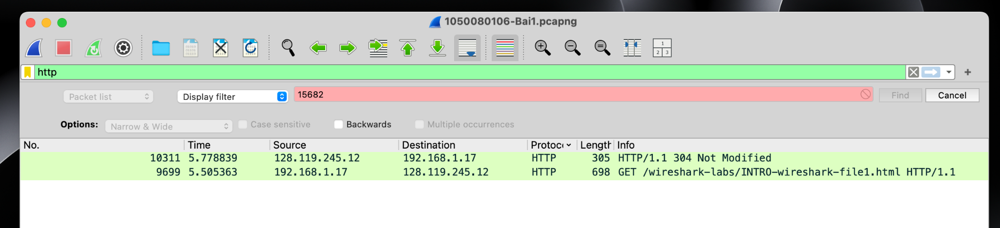 1050080106-Bai1.pcapng
http
Packet list Display filter 15682 Find Cancel
Options: Narrow & Wide Case sensitive Backwards Multiple occurrences
No. Time Source Destination Protoc Length Info
10311 5.778839 128.119.245.12 192.168.1.17 HTTP 305 HTTP/1.1 304 Not Modified
9699 5.505363 192.168.1.17 128.119.245.12 HTTP 698 GET /wireshark-labs/INTRO-wireshark-file1.html HTTP/1.1